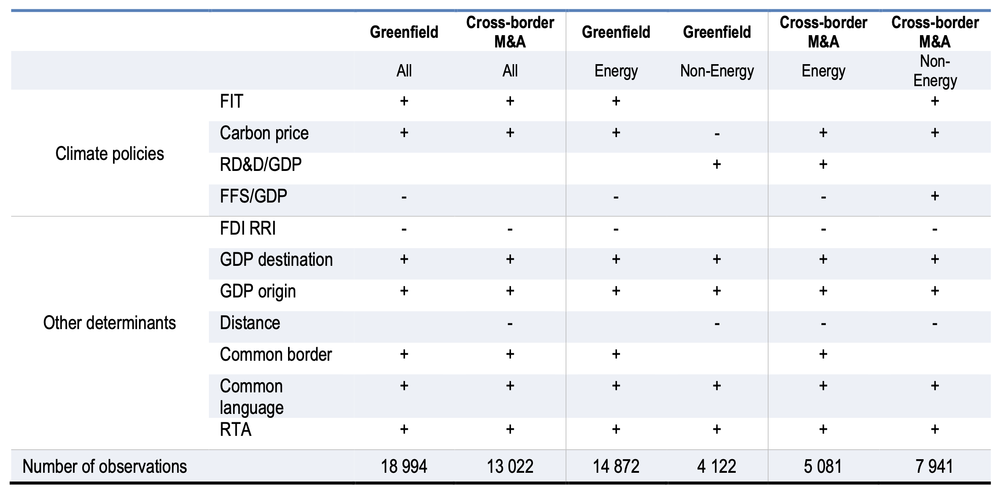 Greenfield Cross-border M&A Greenfield Greenfield Cross-border M&A Cross-border M&A
All All Energy Non-Energy Energy Non-Energy
Climate policies
FIT + + + +
Carbon price + + + - + +
RD&D/GDP + +
FFS/GDP - - - +
Other determinants
FDI RRI - - - - -
GDP destination + + + + + +
GDP origin + + + + + +
Distance - - - -
Common border + + + +
Common language + + + + + +
RTA + + + + + +
Number of observations 18 994 13 022 14 872 4 122 5 081 7 941